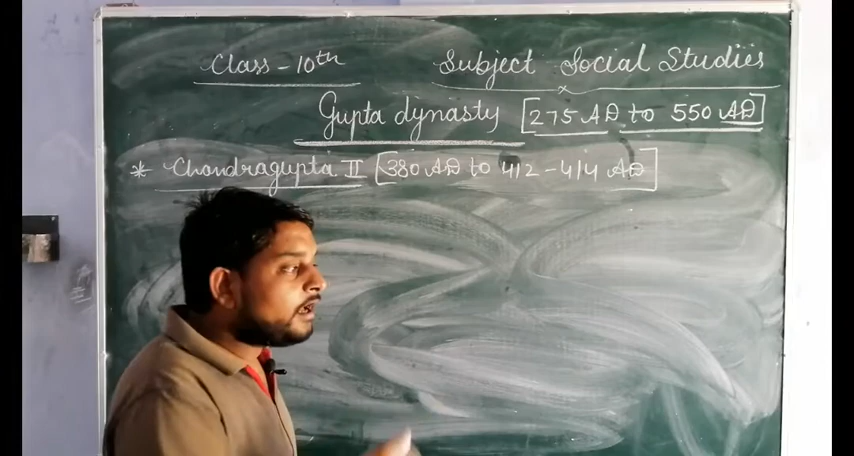 Class - 10th Subject Social Studies
Gupta dynasty [275 AD to 550 AD]
* Chandragupta II [380 AD to 412 - 414 AD]